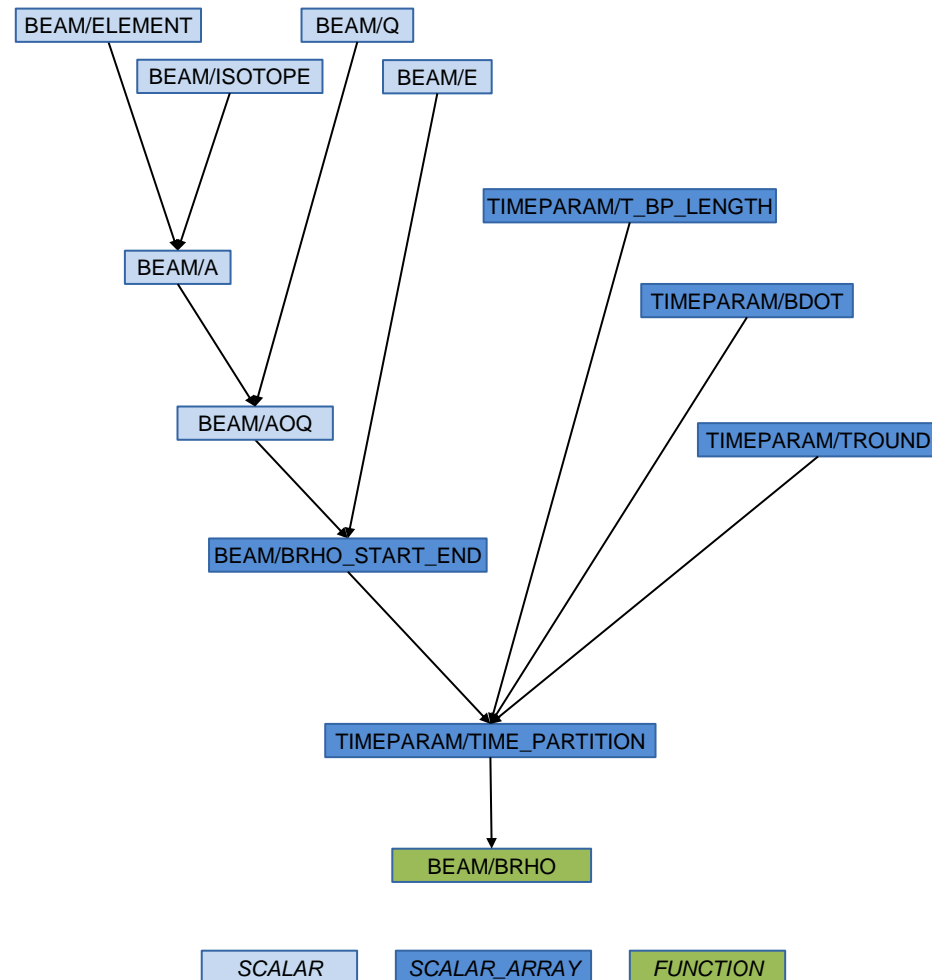 BEAM/ELEMENT
BEAM/Q
BEAM/ISOTOPE
BEAM/E
TIMEPARAM/T_BP_LENGTH
BEAM/A
TIMEPARAM/BDOT
BEAM/AOQ
TIMEPARAM/TROUND
BEAM/BRHO_START_END
TIMEPARAM/TIME_PARTITION
BEAM/BRHO
SCALAR
SCALAR_ARRAY
FUNCTION